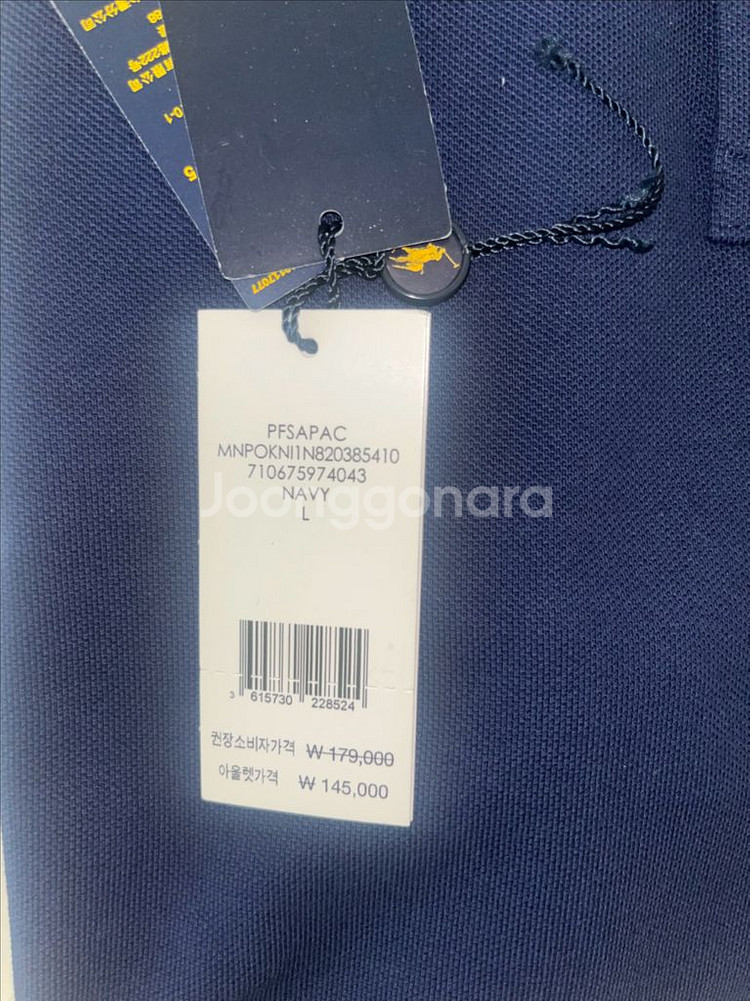 PFSAPAC
MNPOKNI1N820385410
710675974043
NAVY
L
Joonggonara
3 615730 228524
권장소비자가격 ₩ 179,000
아울렛가격 ₩ 145,000